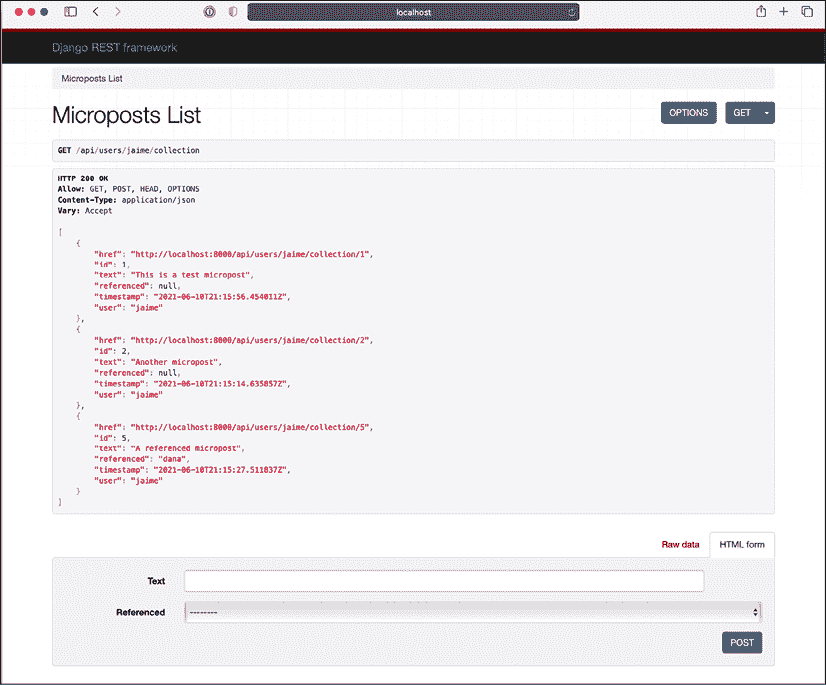 localhost
Django REST framework
Microposts List
Microposts List
OPTIONS
GET
GET /api/users/jaime/collection
HTTP 200 OK
Allow: GET, POST, HEAD, OPTIONS
Content-Type: application/json
Vary: Accept
[
{
"href": "http://localhost:8000/api/users/jaime/collection/1",
"id": 1,
"text": "This is a test micropost",
"referenced": null,
"timestamp": "2021-06-10T21:15:56.454011Z",
"user": "jaime"
},
{
"href": "http://localhost:8000/api/users/jaime/collection/2",
"id": 2,
"text": "Another micropost",
"referenced": null,
"timestamp": "2021-06-10T21:15:14.635857Z",
"user": "jaime"
},
{
"href": "http://localhost:8000/api/users/jaime/collection/5",
"id": 5,
"text": "A referenced micropost",
"referenced": "dana",
"timestamp": "2021-06-10T21:15:27.511837Z",
"user": "jaime"
}
]
Raw data
HTML form
Text
Referenced
--------
POST